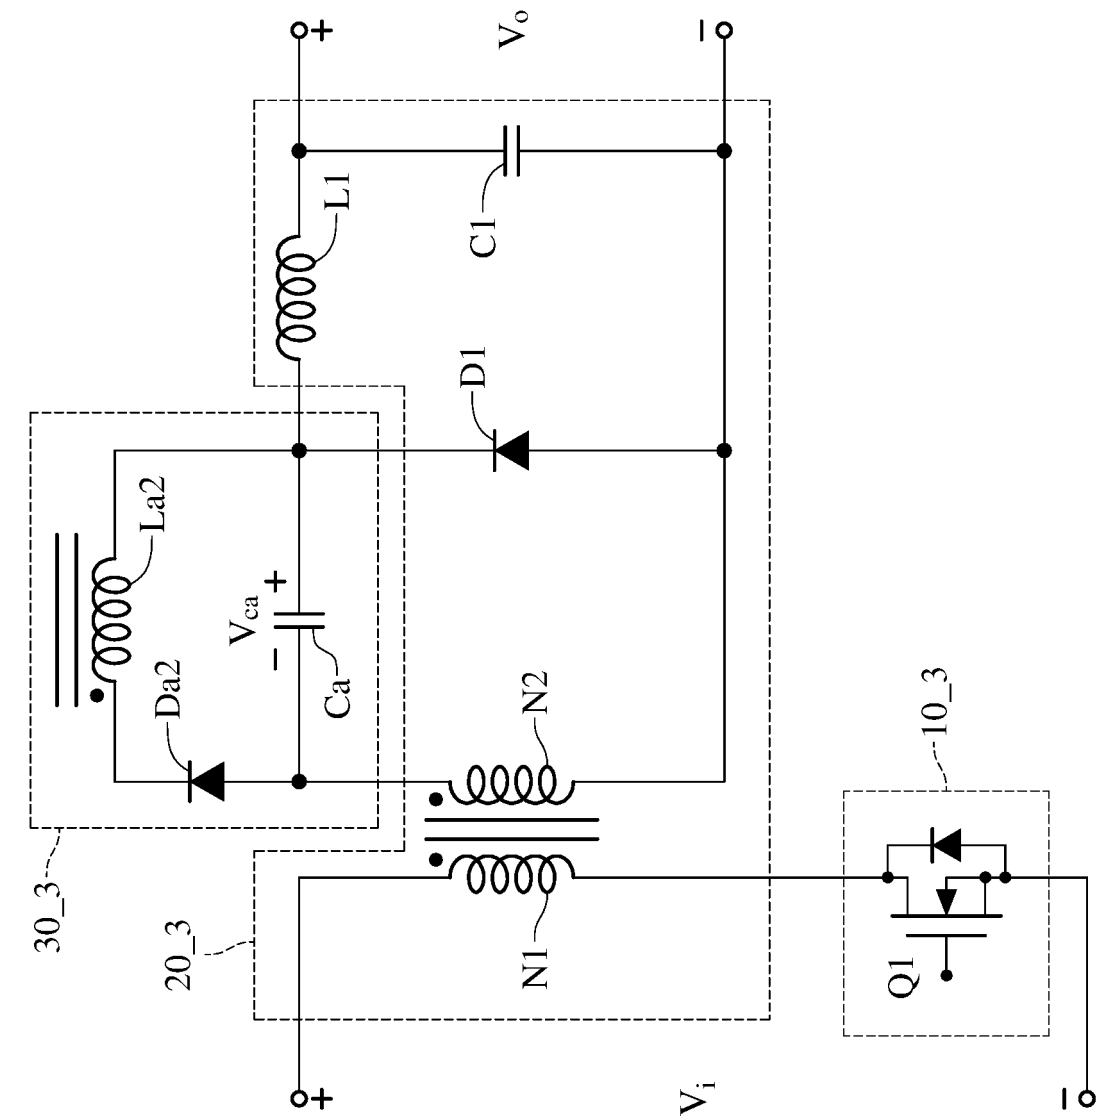 +
Vo
−
L1
C1
D1
La2
Vca
+
−
Da2
Ca
N2
10_3
30_3
20_3
N1
Q1
+
Vi
−